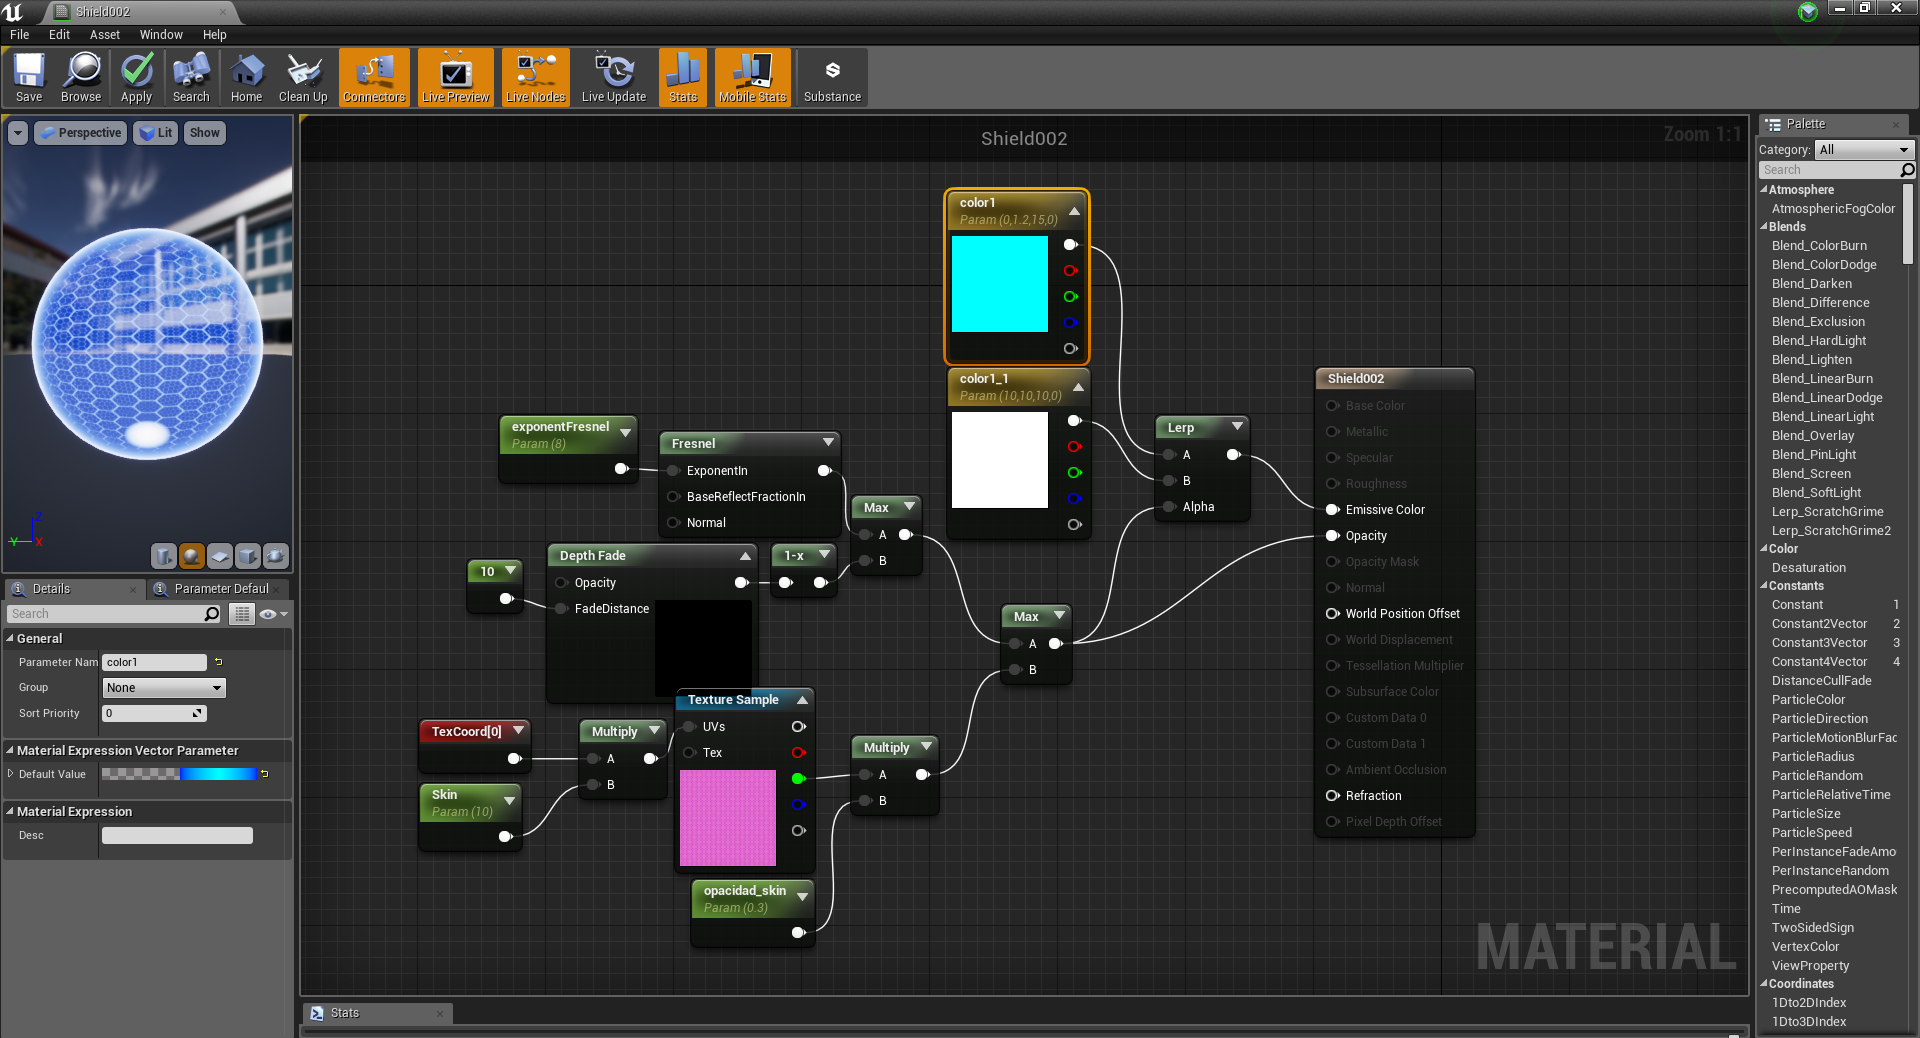 Shield002
File Edit Asset Window Help
Save Browse Apply Search Home Clean Up Connectors Live Preview Live Nodes Live Update Stats Mobile Stats Substance
Perspective Lit Show
Z
Y
X
Details
Parameter Defaul
Search
General
Parameter Nam color1
Group None
Sort Priority 0
Material Expression Vector Parameter
Default Value
Material Expression
Desc
Shield002
Zoom 1:1
color1
Param (0,1.2,15,0)
color1_1
Param (10,10,10,0)
exponentFresnel
Param (8)
Fresnel
ExponentIn
BaseReflectFractionIn
Normal
Max
A
B
10
Depth Fade
Opacity
FadeDistance
1-x
Lerp
A
B
Alpha
Max
A
B
TexCoord[0]
Skin
Param (10)
Multiply
A
B
Texture Sample
UVs
Tex
Multiply
A
B
opacidad_skin
Param (0.3)
Shield002
Base Color
Metallic
Specular
Roughness
Emissive Color
Opacity
Opacity Mask
Normal
World Position Offset
World Displacement
Tessellation Multiplier
Subsurface Color
Custom Data 0
Custom Data 1
Ambient Occlusion
Refraction
Pixel Depth Offset
MATERIAL
Stats
Palette
Category: All
Search
Atmosphere
AtmosphericFogColor
Blends
Blend_ColorBurn
Blend_ColorDodge
Blend_Darken
Blend_Difference
Blend_Exclusion
Blend_HardLight
Blend_Lighten
Blend_LinearBurn
Blend_LinearDodge
Blend_LinearLight
Blend_Overlay
Blend_PinLight
Blend_Screen
Blend_SoftLight
Lerp_ScratchGrime
Lerp_ScratchGrime2
Color
Desaturation
Constants
Constant 1
Constant2Vector 2
Constant3Vector 3
Constant4Vector 4
DistanceCullFade
ParticleColor
ParticleDirection
ParticleMotionBlurFac
ParticleRadius
ParticleRandom
ParticleRelativeTime
ParticleSize
ParticleSpeed
PerInstanceFadeAmo
PerInstanceRandom
PrecomputedAOMask
Time
TwoSidedSign
VertexColor
ViewProperty
Coordinates
1Dto2DIndex
1Dto3DIndex